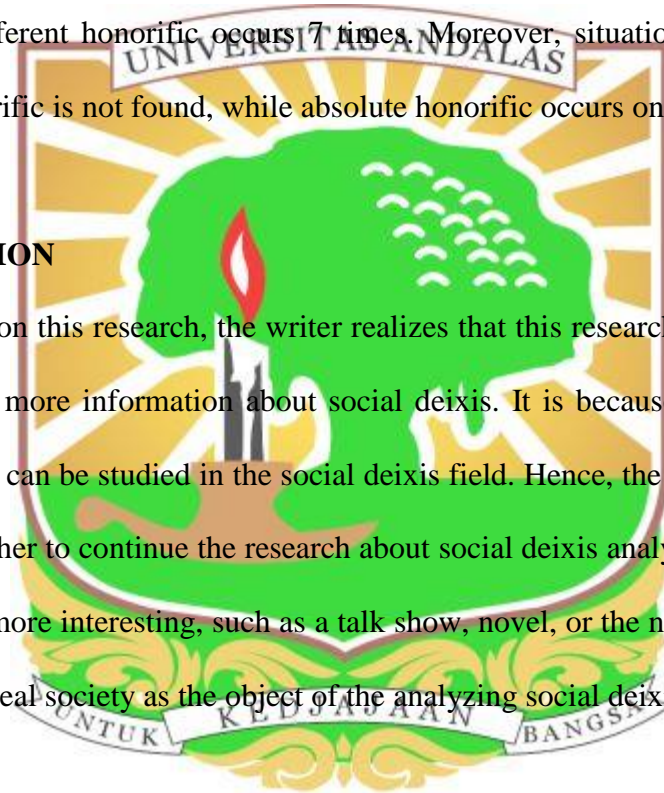 fferent honorific occurs 7 times. Moreover, situatio
UNIVERSITAS ANDALAS
rific is not found, while absolute honorific occurs on
ION
on this research, the writer realizes that this research
more information about social deixis. It is becaus
can be studied in the social deixis field. Hence, the
her to continue the research about social deixis analy
more interesting, such as a talk show, novel, or the n
eal society as the object of the analyzing social deix
UNTUK KEDJAJAAN BANGSA